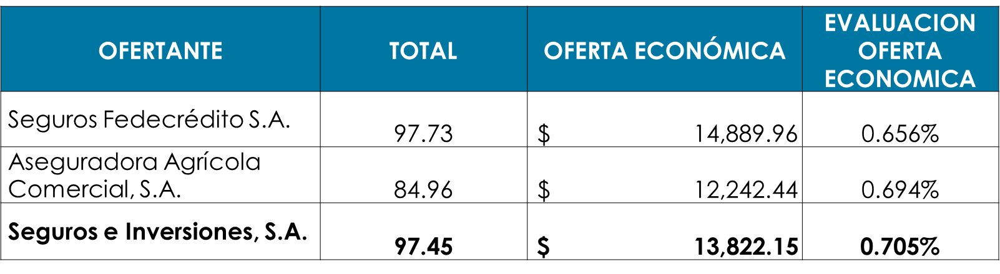 OFERTANTE TOTAL OFERTA ECONÓMICA EVALUACION
OFERTA
ECONOMICA
Seguros Fedecrédito S.A. 97.73 $ 14,889.96 0.656%
Aseguradora Agrícola
Comercial, S.A. 84.96 $ 12,242.44 0.694%
Seguros e Inversiones, S.A. 97.45 $ 13,822.15 0.705%